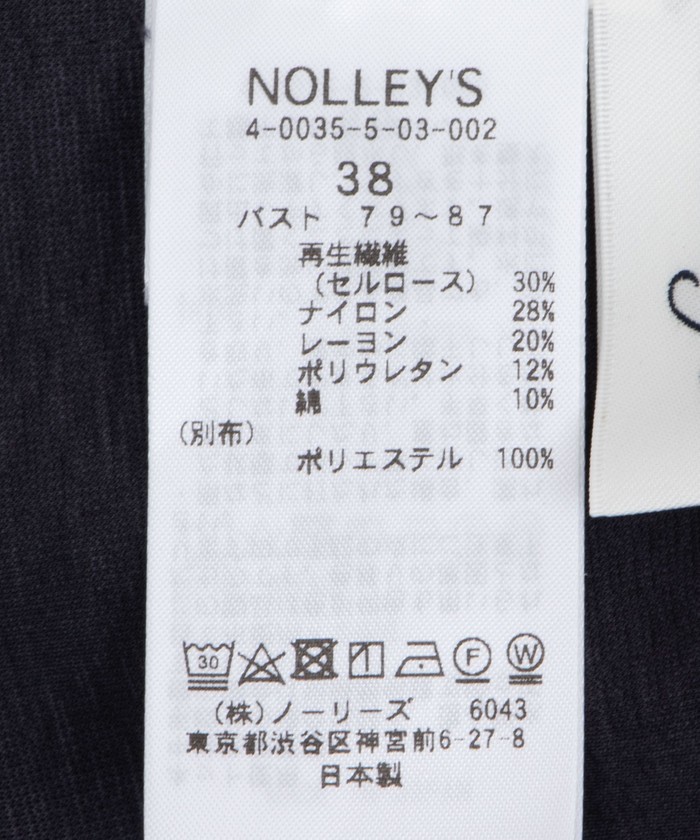 NOLLEY'S
4-0035-5-03-002
38
バスト　79～87
再生繊維
（セルロース） 30%
ナイロン 28%
レーヨン 20%
ポリウレタン 12%
綿 10%
（別布）
ポリエステル 100%
30
F
W
（株）ノーリーズ 6043
東京都渋谷区神宮前6-27-8
日本製